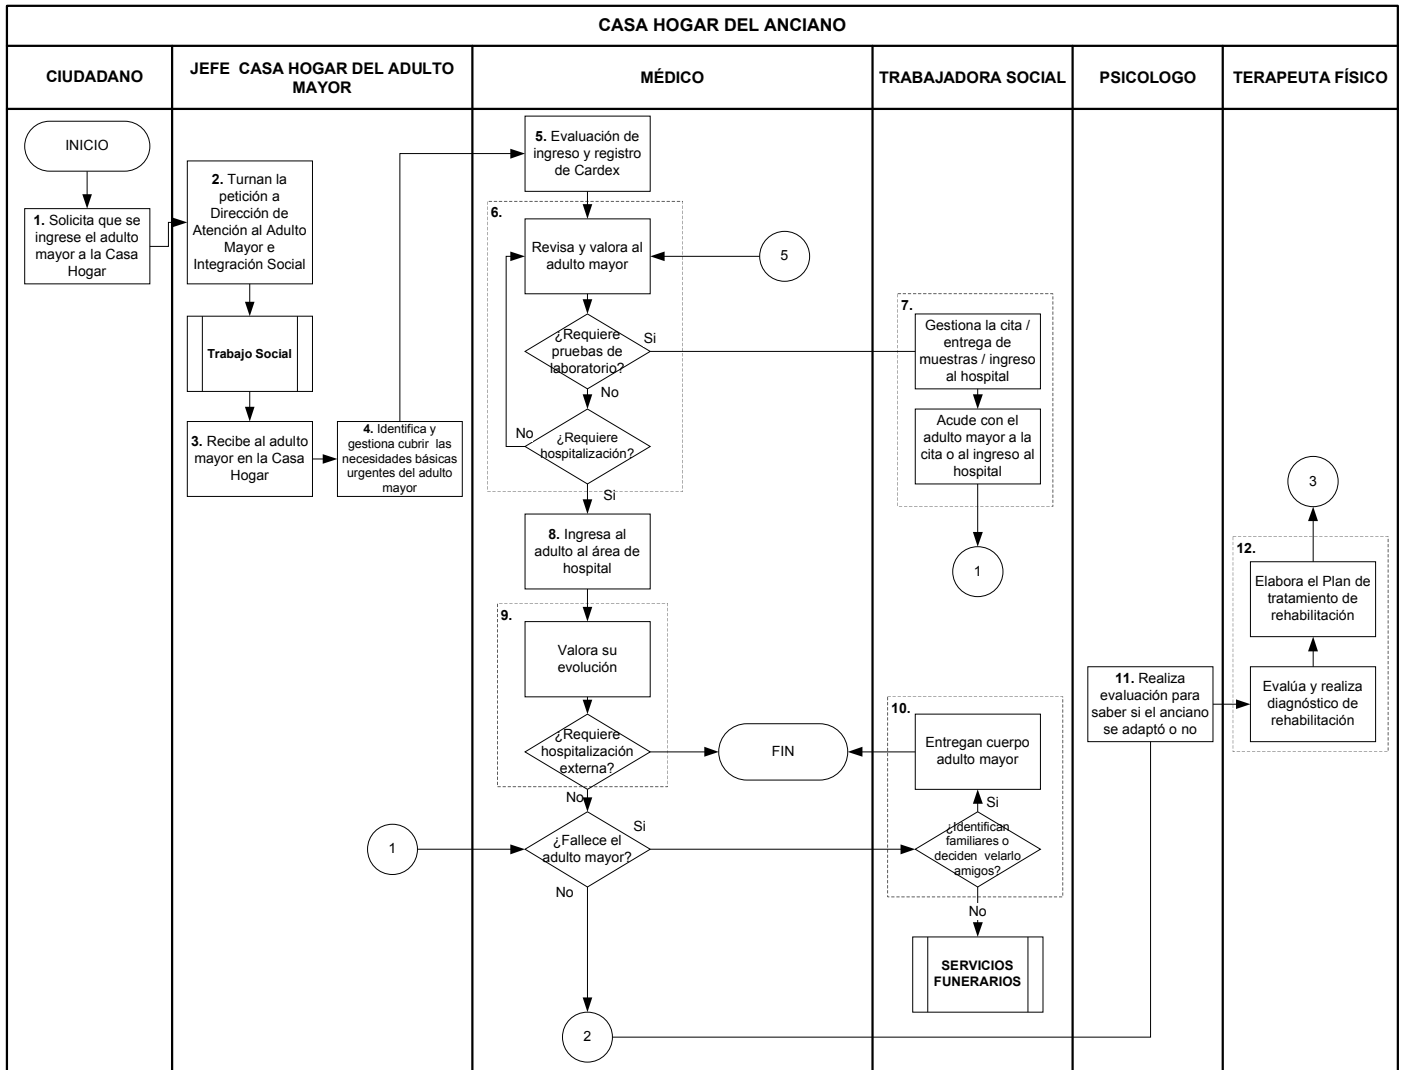 CASA HOGAR DEL ANCIANO
CIUDADANO
JEFE CASA HOGAR DEL ADULTO
MAYOR
MÉDICO
TRABAJADORA SOCIAL
PSICOLOGO
TERAPEUTA FÍSICO
INICIO
1. Solicita que se
ingrese el adulto
mayor a la Casa
Hogar
2. Turnan la
petición a
Dirección de
Atención al Adulto
Mayor e
Integración Social
Trabajo Social
3. Recibe al adulto
mayor en la Casa
Hogar
4. Identifica y
gestiona cubrir las
necesidades básicas
urgentes del adulto
mayor
5. Evaluación de
ingreso y registro
de Cardex
6.
Revisa y valora al
adulto mayor
5
¿Requiere
pruebas de
laboratorio?
Si
No
¿Requiere
hospitalización?
No
Si
7.
Gestiona la cita /
entrega de
muestras / ingreso
al hospital
Acude con el
adulto mayor a la
cita o al ingreso al
hospital
1
8. Ingresa al
adulto al área de
hospital
9.
Valora su
evolución
¿Requiere
hospitalización
externa?
No
FIN
1
¿Fallece el
adulto mayor?
Si
No
2
10.
Entregan cuerpo
adulto mayor
Si
¿Identifican
familiares o
deciden velarlo
amigos?
No
SERVICIOS
FUNERARIOS
11. Realiza
evaluación para
saber si el anciano
se adaptó o no
3
12.
Elabora el Plan de
tratamiento de
rehabilitación
Evalúa y realiza
diagnóstico de
rehabilitación